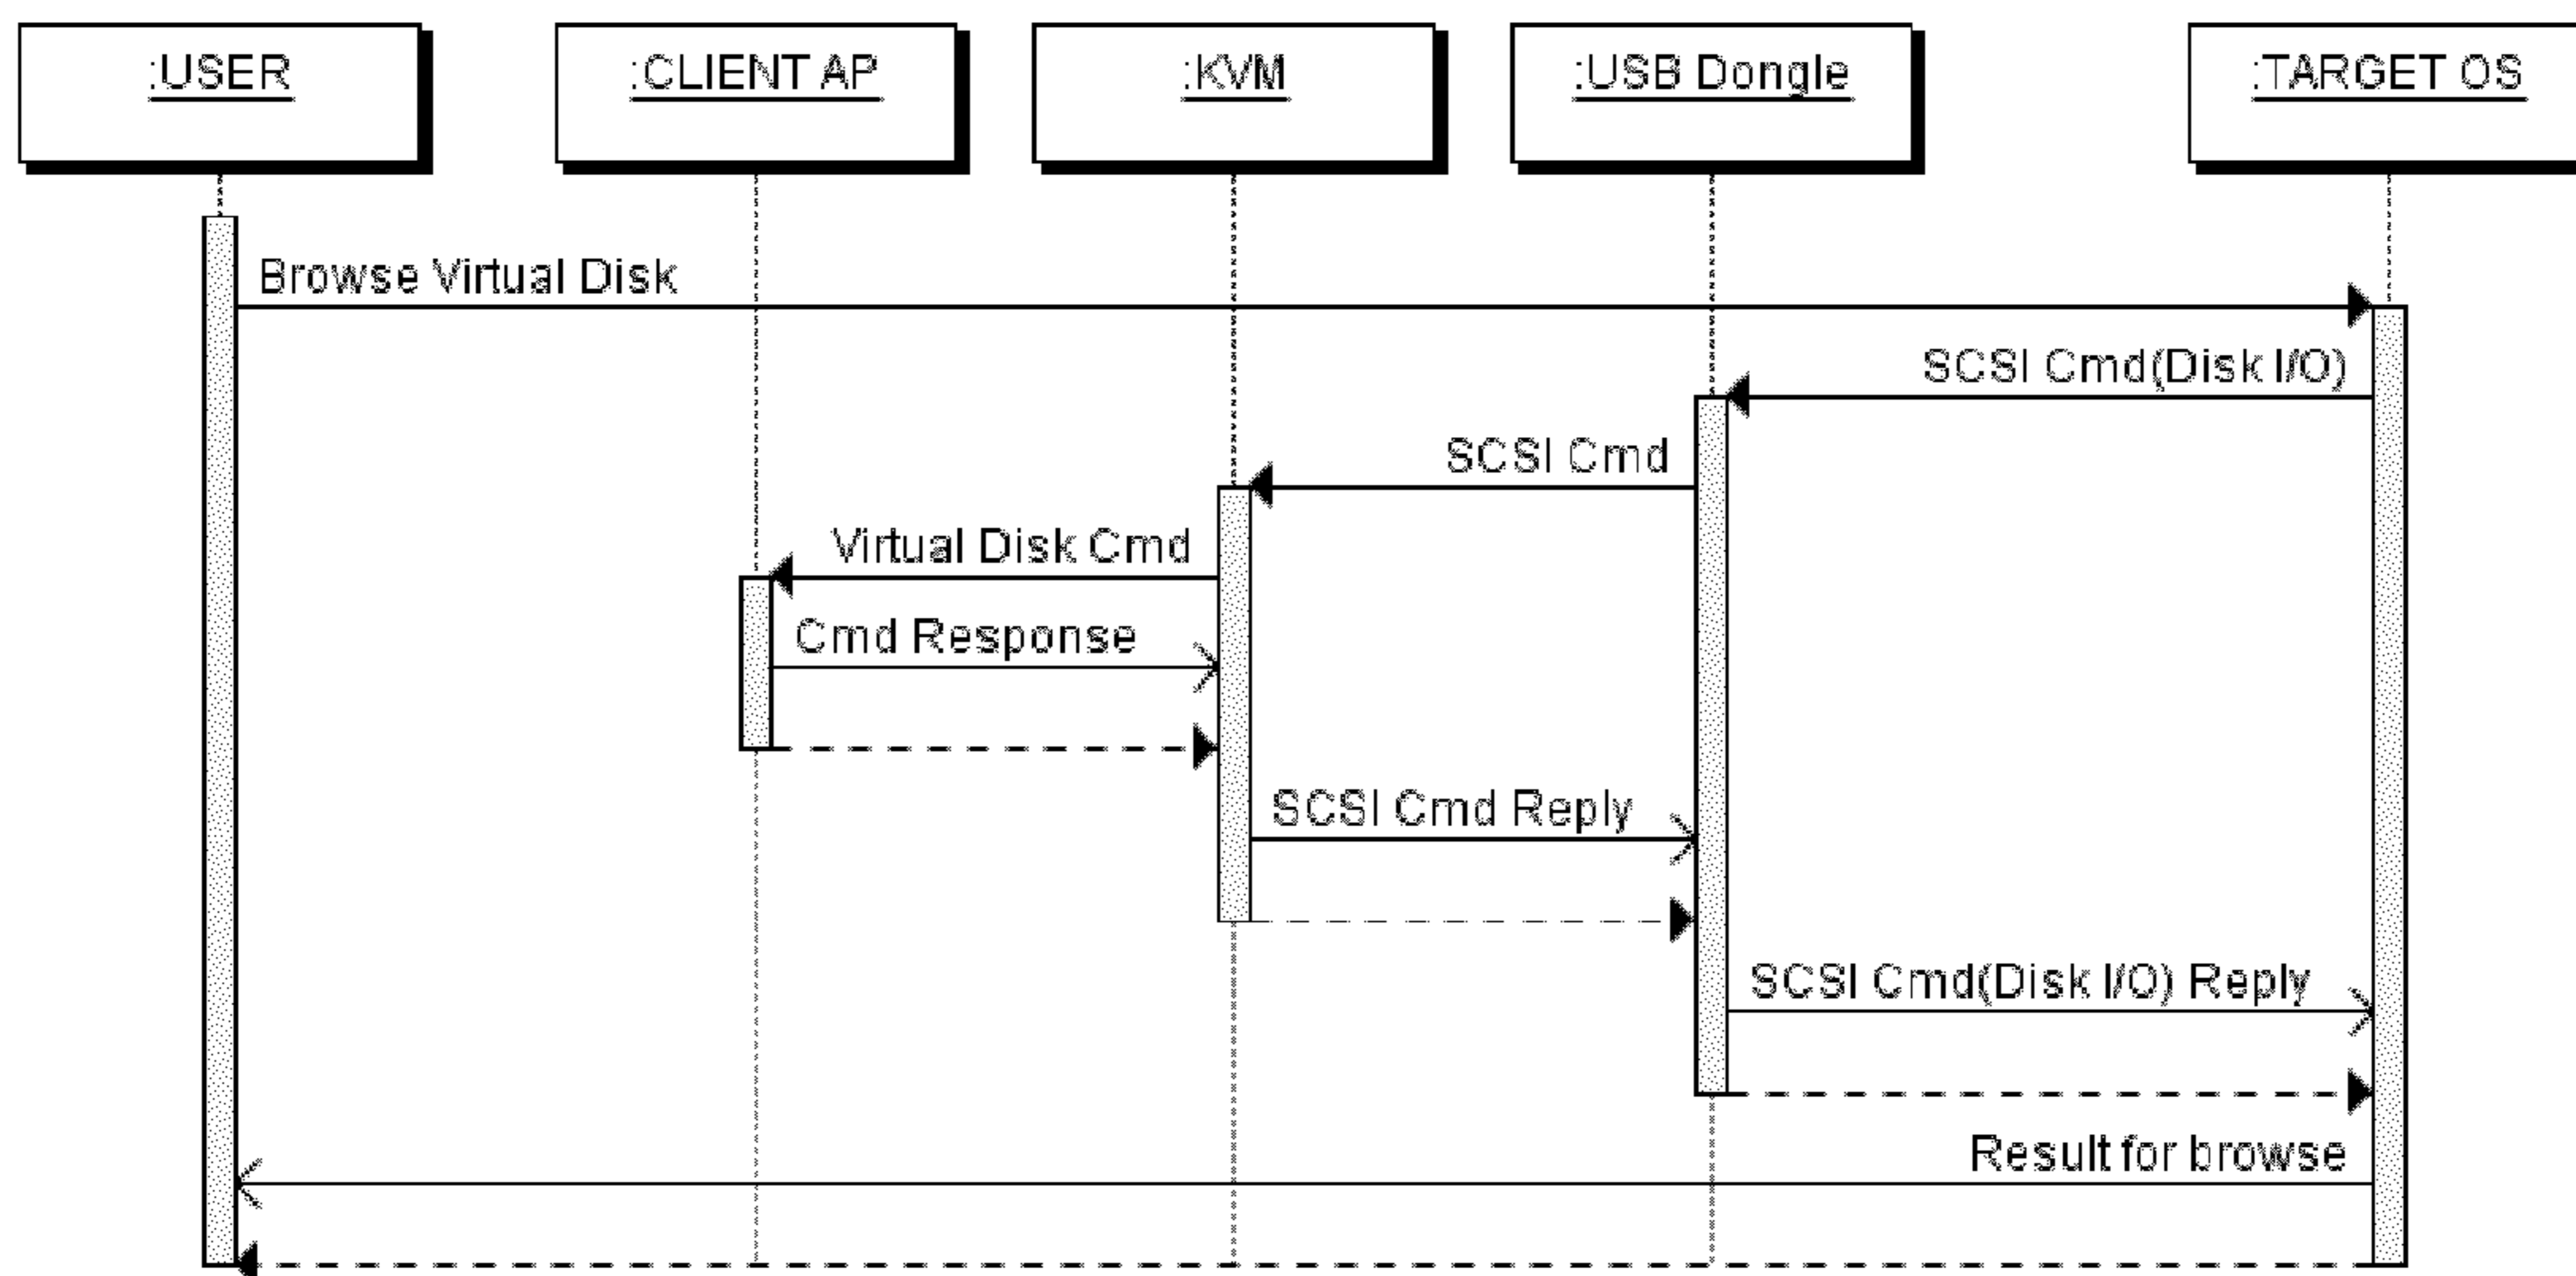 :USER
:CLIENT AP
:KVM
:USB Dongle
:TARGET OS
Browse Virtual Disk
SCSI Cmd(Disk I/O)
SCSI Cmd
Virtual Disk Cmd
Cmd Response
SCSI Cmd Reply
SCSI Cmd(Disk I/O) Reply
Result for browse